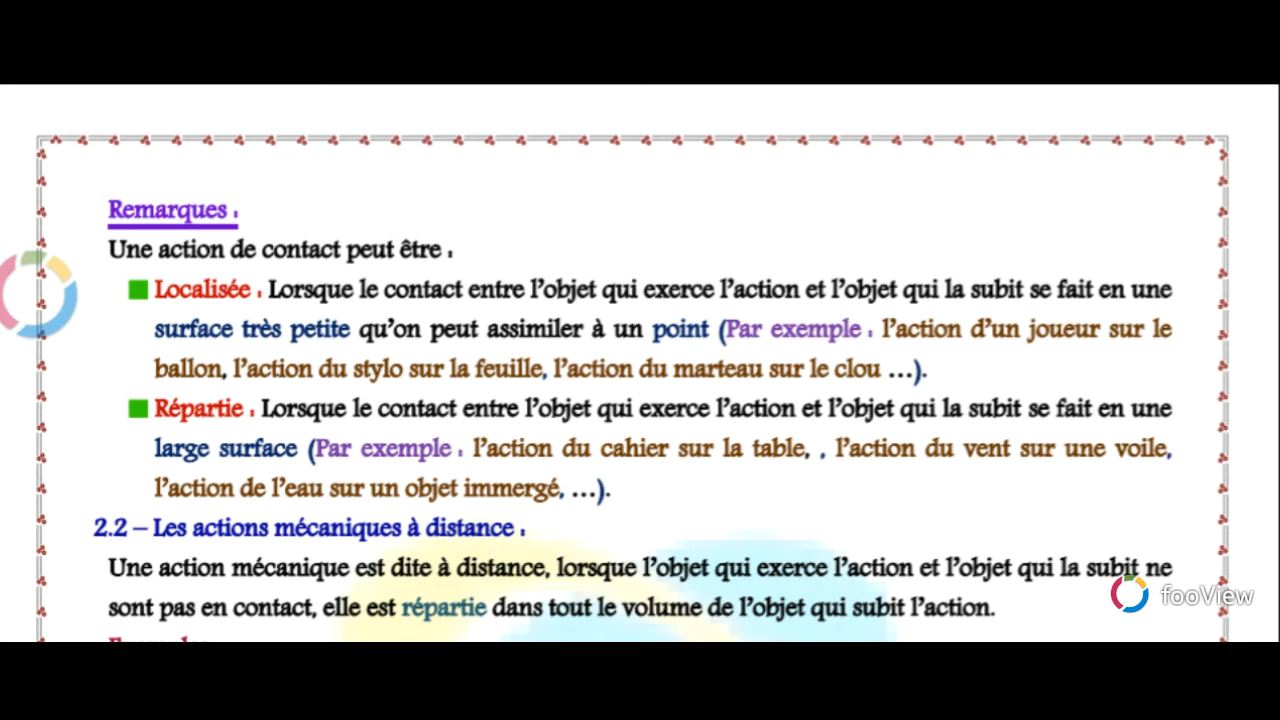 Remarques :
Une action de contact peut être :
Localisée : Lorsque le contact entre l'objet qui exerce l'action et l'objet qui la subit se fait en une
surface très petite qu'on peut assimiler à un point (Par exemple : l'action d'un joueur sur le
ballon, l'action du stylo sur la feuille, l'action du marteau sur le clou …).
Répartie : Lorsque le contact entre l'objet qui exerce l'action et l'objet qui la subit se fait en une
large surface (Par exemple : l'action du cahier sur la table, , l'action du vent sur une voile,
l'action de l'eau sur un objet immergé, …).
2.2 – Les actions mécaniques à distance :
Une action mécanique est dite à distance, lorsque l'objet qui exerce l'action et l'objet qui la subit ne
sont pas en contact, elle est répartie dans tout le volume de l'objet qui subit l'action.
fooView